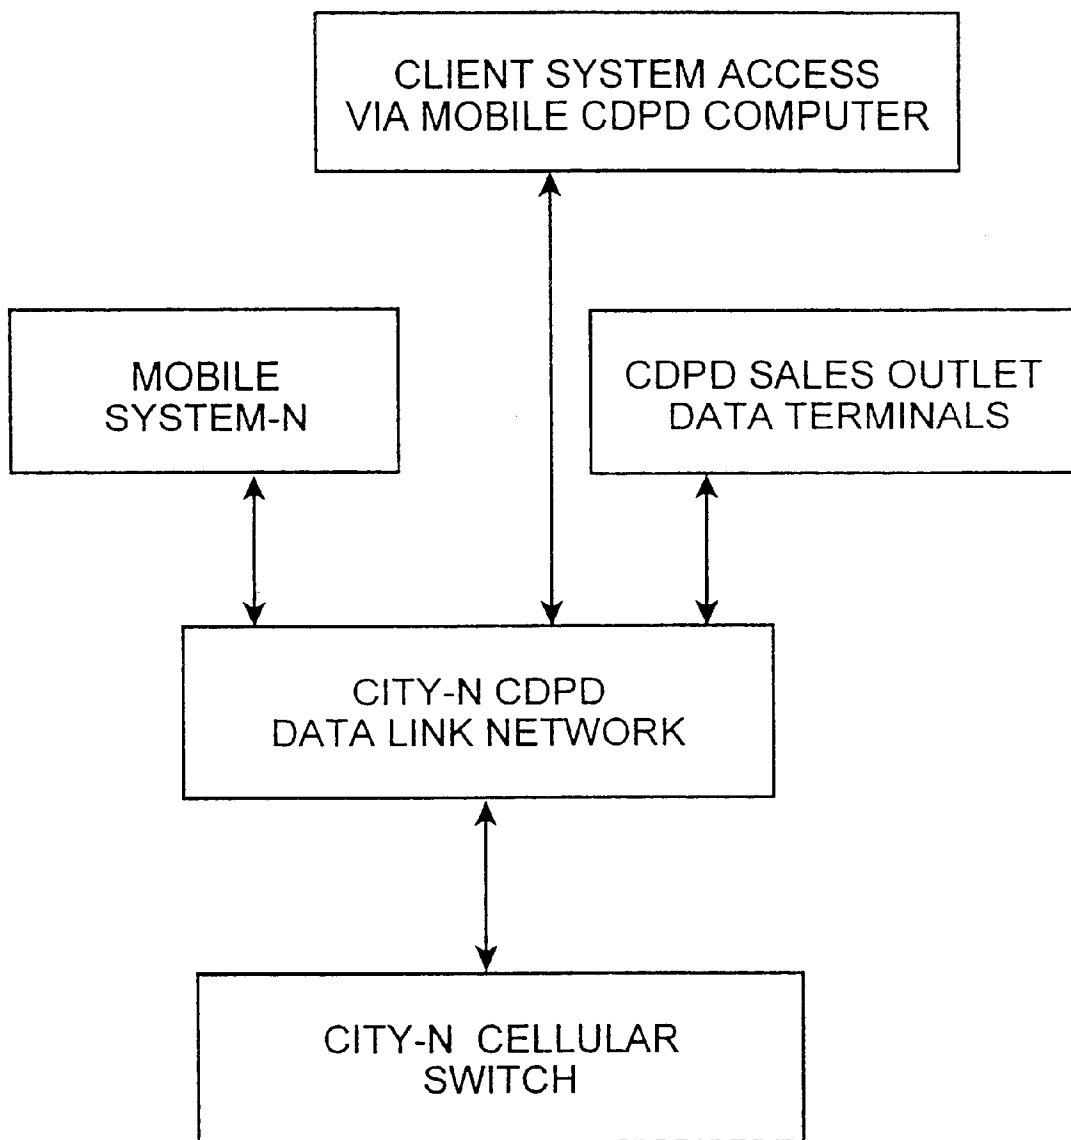 CLIENT SYSTEM ACCESS
VIA MOBILE CDPD COMPUTER
MOBILE
SYSTEM-N
CDPD SALES OUTLET
DATA TERMINALS
CITY-N CDPD
DATA LINK NETWORK
CITY-N CELLULAR
SWITCH